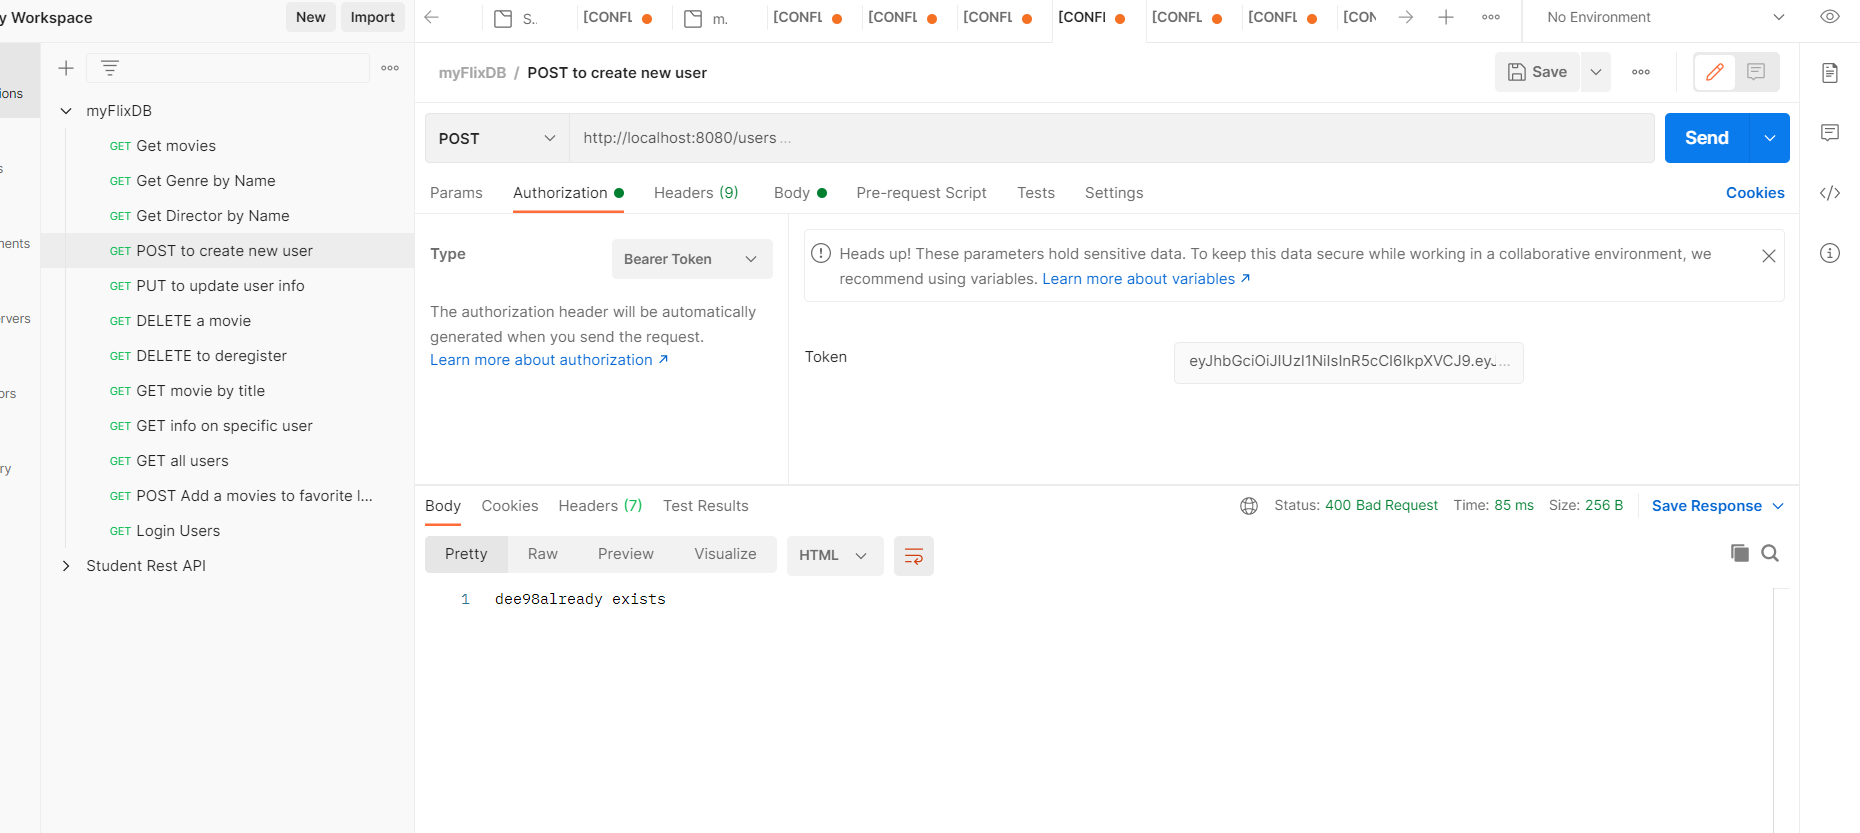 y Workspace
New
Import
S..
[CONFL
m.
[CONFL
[CONFL
[CONFL
[CONFI
[CONFL
[CONFL
[CON
No Environment
ions
s
nents
ervers
ors
ry
myFlixDB
GET Get movies
GET Get Genre by Name
GET Get Director by Name
GET POST to create new user
GET PUT to update user info
GET DELETE a movie
GET DELETE to deregister
GET GET movie by title
GET GET info on specific user
GET GET all users
GET POST Add a movies to favorite l...
GET Login Users
Student Rest API
myFlixDB / POST to create new user
Save
POST
http://localhost:8080/users ...
Send
Params
Authorization
Headers (9)
Body
Pre-request Script
Tests
Settings
Cookies
Type
Bearer Token
The authorization header will be automatically
generated when you send the request.
Learn more about authorization ↗
Heads up! These parameters hold sensitive data. To keep this data secure while working in a collaborative environment, we
recommend using variables. Learn more about variables ↗
Token
eyJhbGciOiJIUzI1NiIsInR5cCI6IkpXVCJ9.eyJ...
Body
Cookies
Headers (7)
Test Results
Status: 400 Bad Request
Time: 85 ms
Size: 256 B
Save Response
Pretty
Raw
Preview
Visualize
HTML
1 dee98already exists